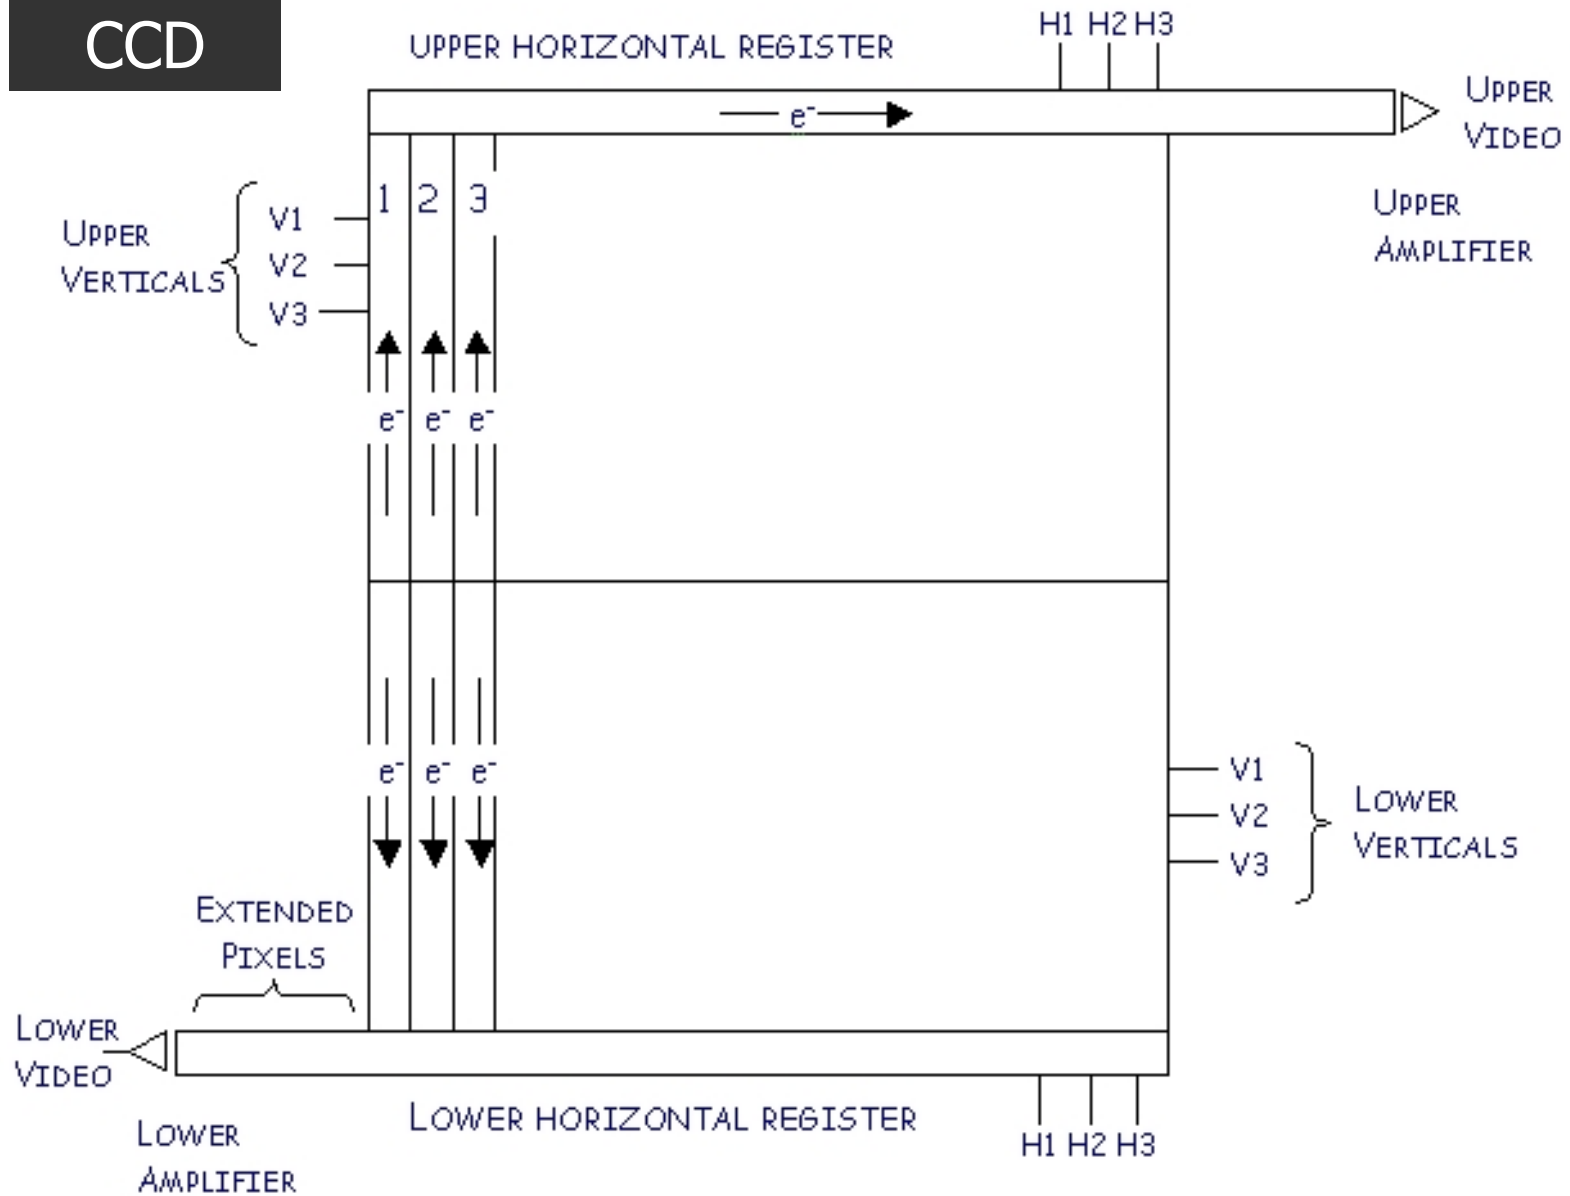 CCD
UPPER HORIZONTAL REGISTER
H1 H2 H3
UPPER
VIDEO
UPPER
AMPLIFIER
UPPER
VERTICALS
V1
V2
V3
1 2 3
e-
e- e- e-
e- e- e-
V1
V2
V3
LOWER
VERTICALS
EXTENDED
PIXELS
LOWER
VIDEO
LOWER
AMPLIFIER
LOWER HORIZONTAL REGISTER
H1 H2 H3